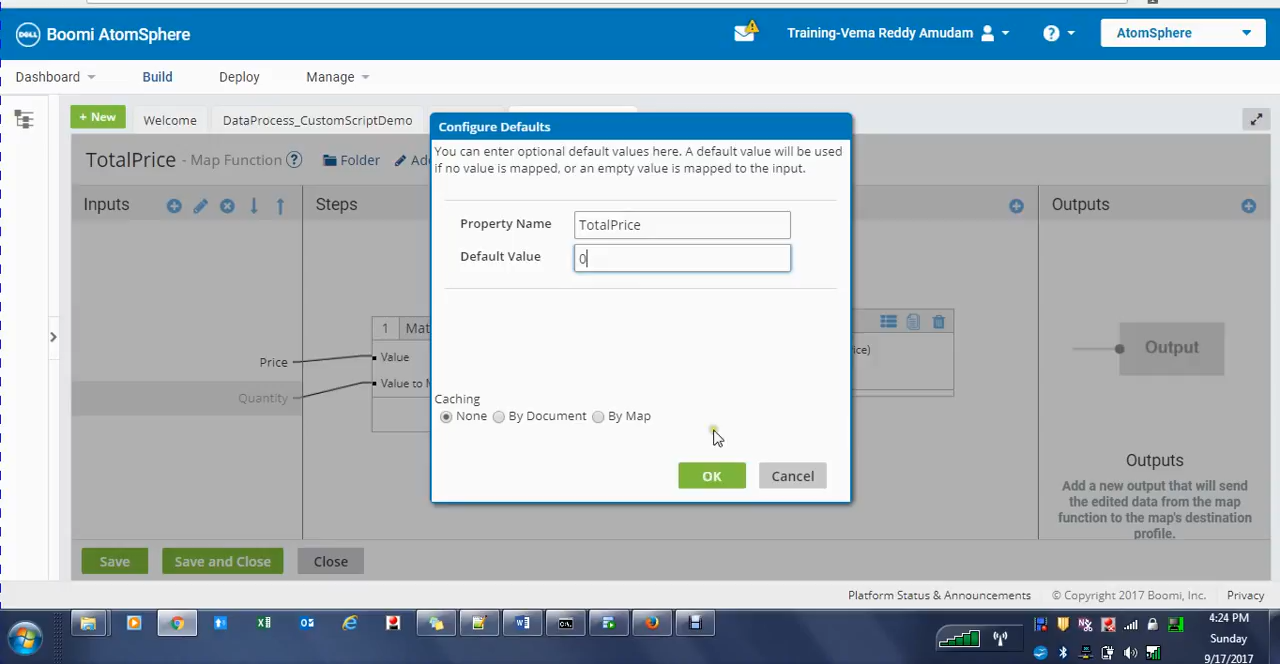 DELL Boomi AtomSphere
Training-Vema Reddy Amudam
?
AtomSphere
Dashboard
Build
Deploy
Manage
+ New
Welcome
DataProcess_CustomScriptDemo
TotalPrice - Map Function ?
Folder
Inputs
Steps
Outputs
Configure Defaults
You can enter optional default values here. A default value will be used
if no value is mapped, or an empty value is mapped to the input.
Property Name
TotalPrice
Default Value
0
Caching
None
By Document
By Map
OK
Cancel
1
Price
Value
Quantity
Output
Outputs
Add a new output that will send
the edited data from the map
function to the map's destination
profile.
Save
Save and Close
Close
Platform Status & Announcements
© Copyright 2017 Boomi, Inc.
Privacy
4:24 PM
Sunday
9/17/2017